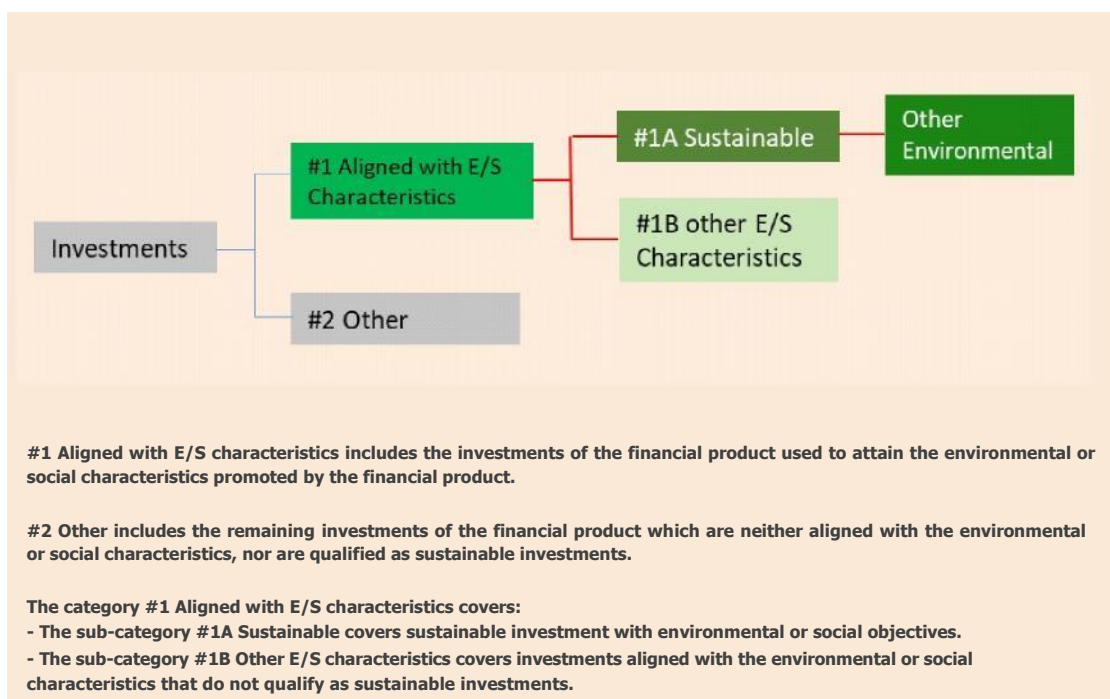 Investments
#1 Aligned with E/S
Characteristics
#2 Other
#1A Sustainable
#1B other E/S
Characteristics
Other
Environmental
#1 Aligned with E/S characteristics includes the investments of the financial product used to attain the environmental or
social characteristics promoted by the financial product.
#2 Other includes the remaining investments of the financial product which are neither aligned with the environmental
or social characteristics, nor are qualified as sustainable investments.
The category #1 Aligned with E/S characteristics covers:
- The sub-category #1A Sustainable covers sustainable investment with environmental or social objectives.
- The sub-category #1B Other E/S characteristics covers investments aligned with the environmental or social
characteristics that do not qualify as sustainable investments.